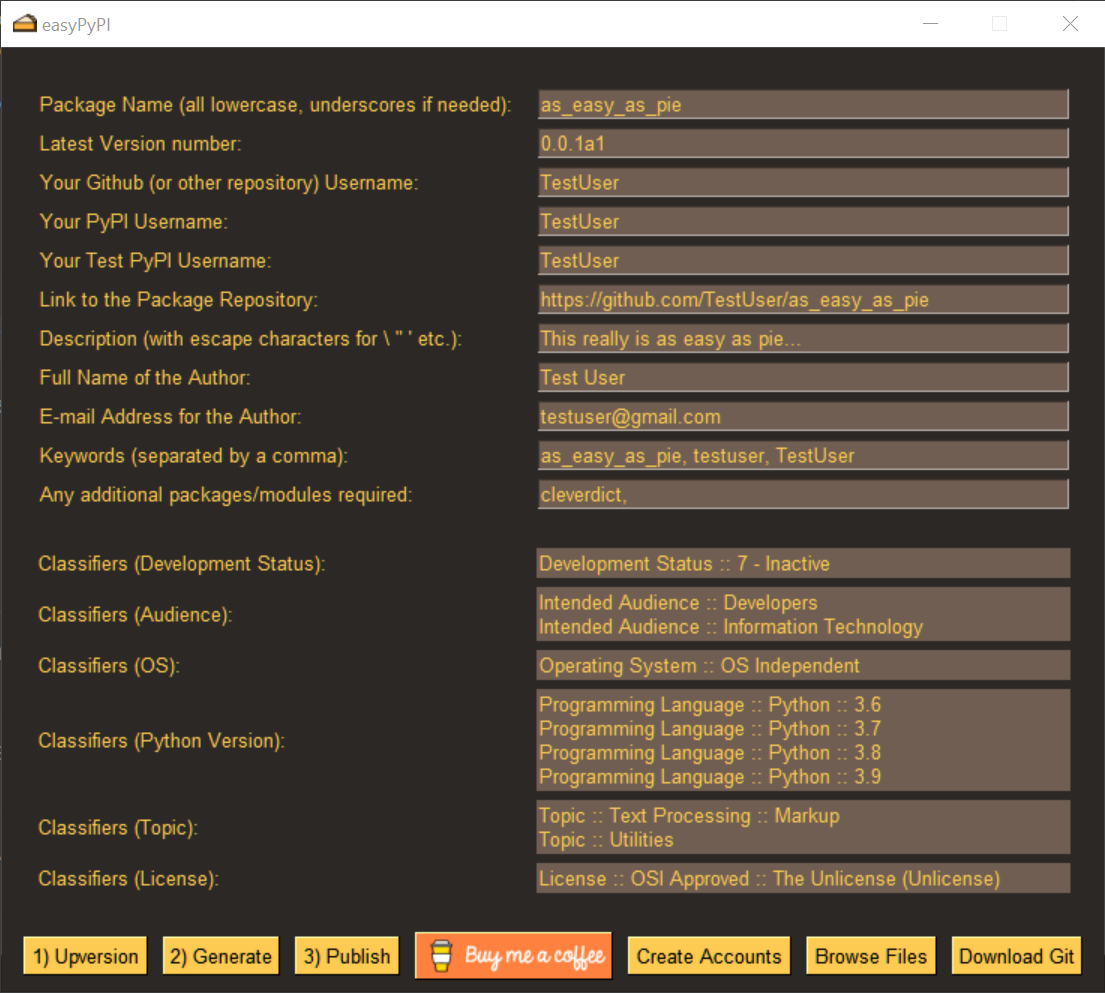 easyPyPI
Package Name (all lowercase, underscores if needed): as_easy_as_pie
Latest Version number: 0.0.1a1
Your Github (or other repository) Username: TestUser
Your PyPI Username: TestUser
Your Test PyPI Username: TestUser
Link to the Package Repository: https://github.com/TestUser/as_easy_as_pie
Description (with escape characters for \ " ' etc.): This really is as easy as pie...
Full Name of the Author: Test User
E-mail Address for the Author: testuser@gmail.com
Keywords (separated by a comma): as_easy_as_pie, testuser, TestUser
Any additional packages/modules required: cleverdict,
Classifiers (Development Status): Development Status :: 7 - Inactive
Classifiers (Audience): Intended Audience :: Developers
Intended Audience :: Information Technology
Classifiers (OS): Operating System :: OS Independent
Classifiers (Python Version): Programming Language :: Python :: 3.6
Programming Language :: Python :: 3.7
Programming Language :: Python :: 3.8
Programming Language :: Python :: 3.9
Classifiers (Topic): Topic :: Text Processing :: Markup
Topic :: Utilities
Classifiers (License): License :: OSI Approved :: The Unlicense (Unlicense)
1) Upversion 2) Generate 3) Publish Buy me a coffee Create Accounts Browse Files Download Git